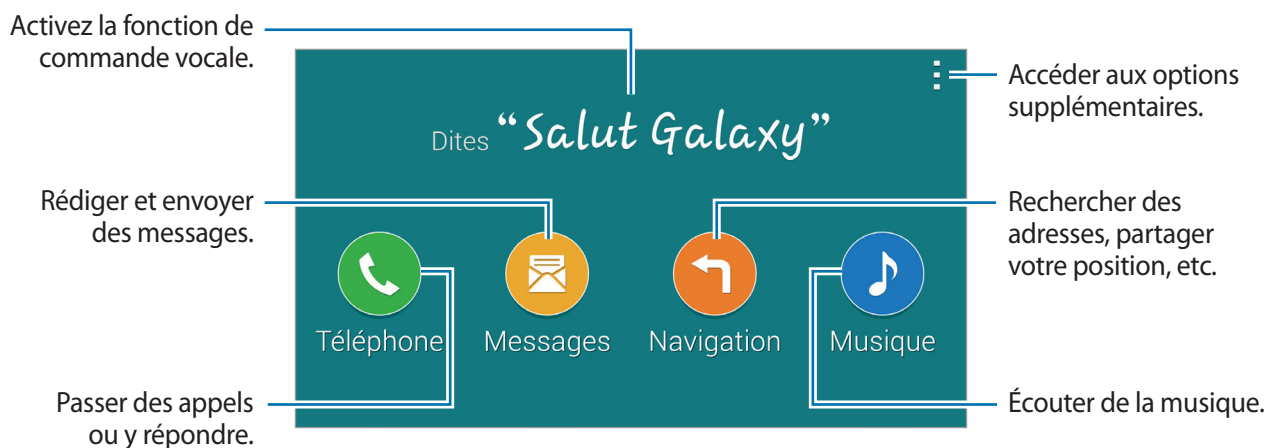 Activez la fonction de
commande vocale.
Accéder aux options
supplémentaires.
Dites “Salut Galaxy”
Rédiger et envoyer
des messages.
Rechercher des
adresses, partager
votre position, etc.
Téléphone
Messages
Navigation
Musique
Passer des appels
ou y répondre.
Écouter de la musique.